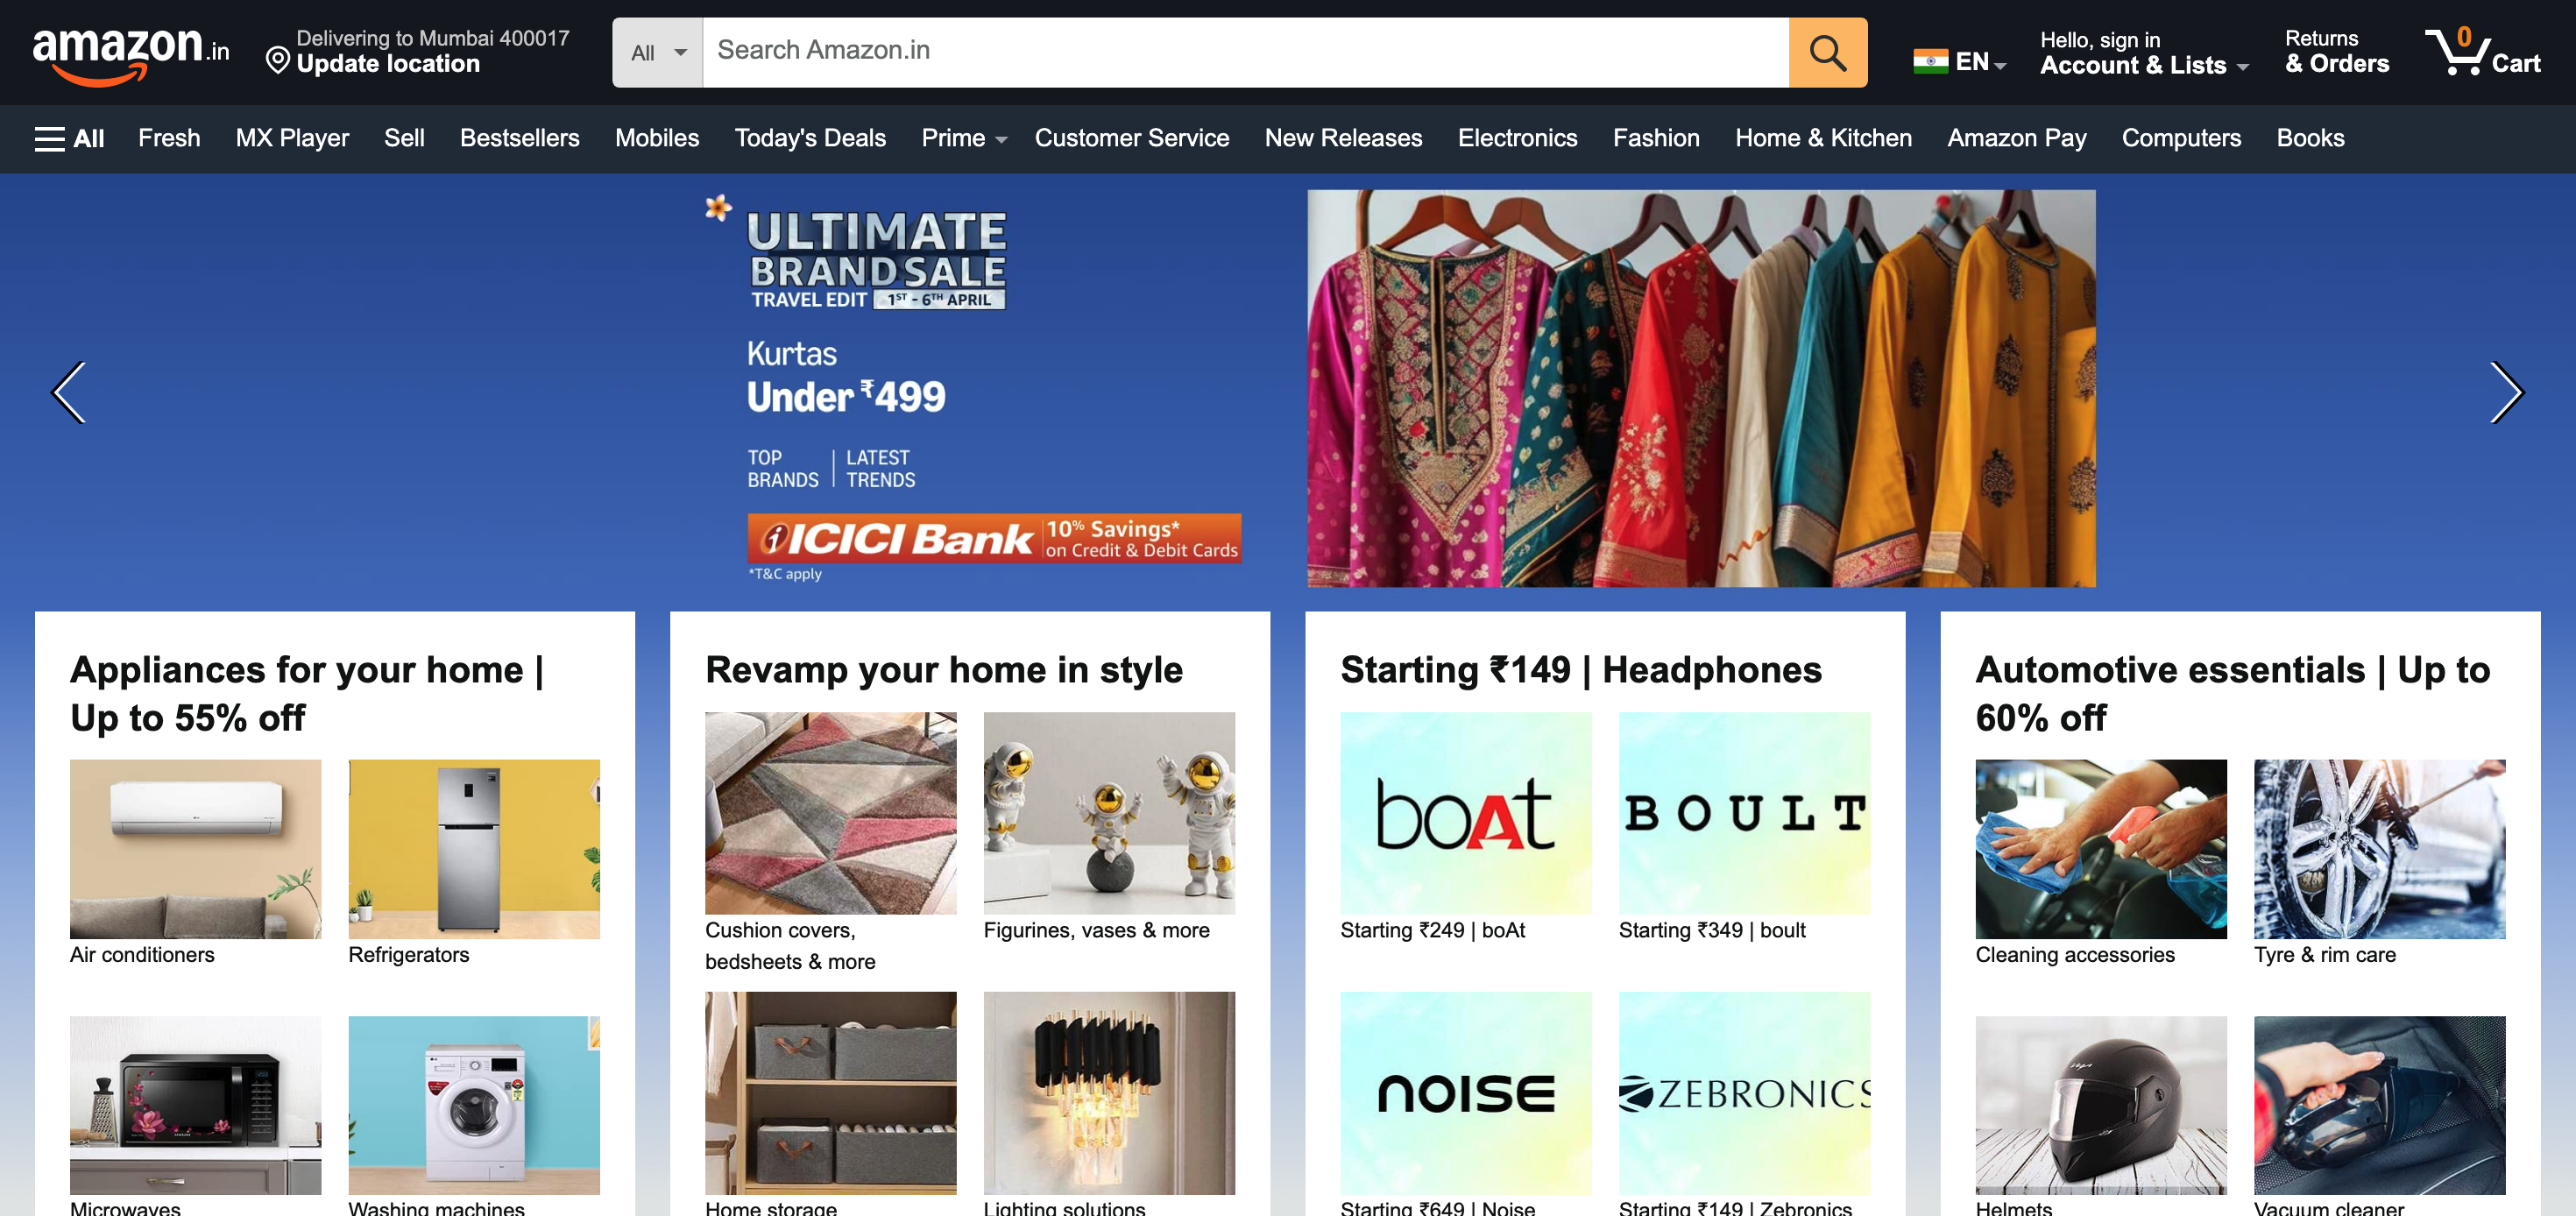 amazon.in
Delivering to Mumbai 400017
Update location
All
Search Amazon.in
EN
Hello, sign in
Account & Lists
Returns
& Orders
0
Cart
All
Fresh
MX Player
Sell
Bestsellers
Mobiles
Today's Deals
Prime
Customer Service
New Releases
Electronics
Fashion
Home & Kitchen
Amazon Pay
Computers
Books
ULTIMATE
BRAND SALE
TRAVEL EDIT 1ST - 6TH APRIL
Kurtas
Under ₹499
TOP BRANDS | LATEST TRENDS
ICICI Bank
10% Savings*
on Credit & Debit Cards
*T&C apply
Appliances for your home |
Up to 55% off
Air conditioners
Refrigerators
Microwaves
Washing machines
Revamp your home in style
Cushion covers,
bedsheets & more
Figurines, vases & more
Home storage
Lighting solutions
Starting ₹149 | Headphones
boAt
BOULT
Starting ₹249 | boAt
Starting ₹349 | boult
NOISE
ZEBRONICS
Starting ₹649 | Noise
Starting ₹149 | Zebronics
Automotive essentials | Up to
60% off
Cleaning accessories
Tyre & rim care
Helmets
Vacuum cleaner